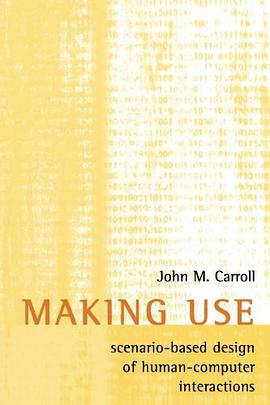 John M. Carroll
MAKING USE
scenario-based design
of human-computer
interactions